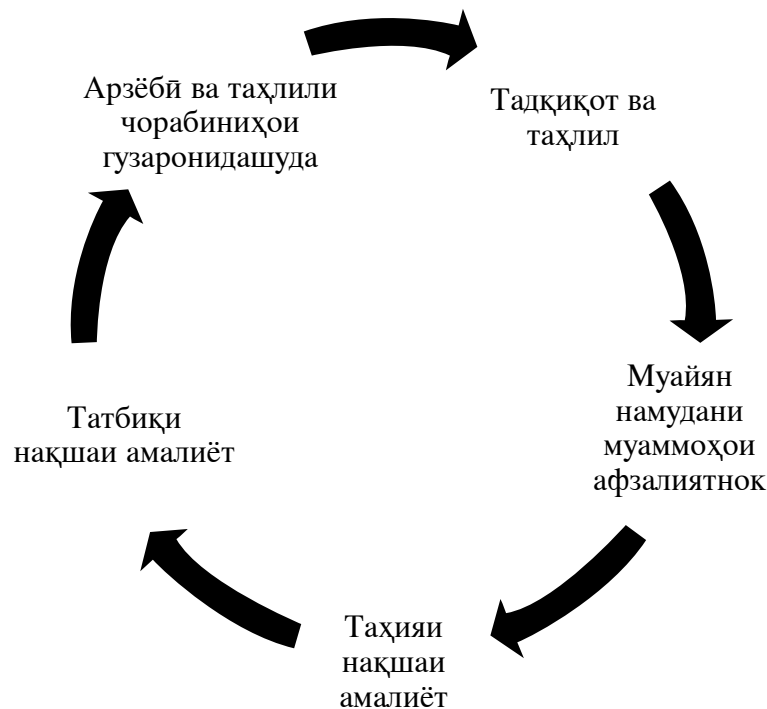 Арзёбӣ ва таҳлили
чорабиниҳои
гузаронидашуда
Тадқиқот ва
таҳлил
Муайян
намудани
муаммоҳои
афзалиятнок
Таҳияи
нақшаи
амалиёт
Татбиқи
нақшаи амалиёт